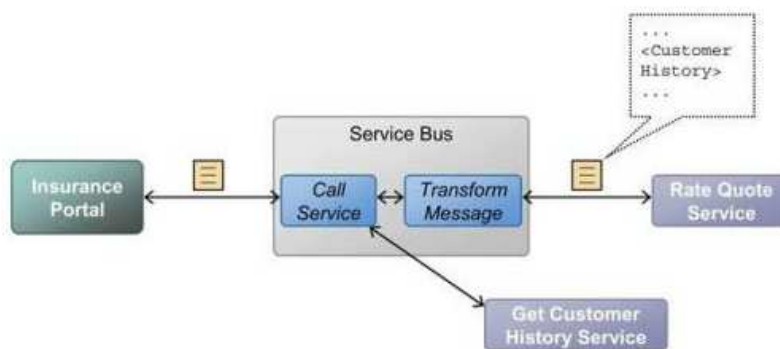 ...
<Customer
History>
...
Service Bus
Insurance
Portal
Call
Service
Transform
Message
Rate Quote
Service
Get Customer
History Service